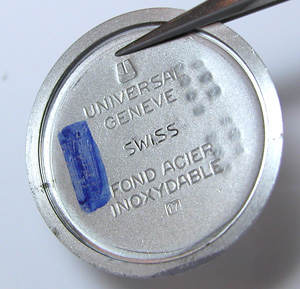 UNIVERSAL
GENEVE
SWISS
FOND ACIER
INOXYDABLE